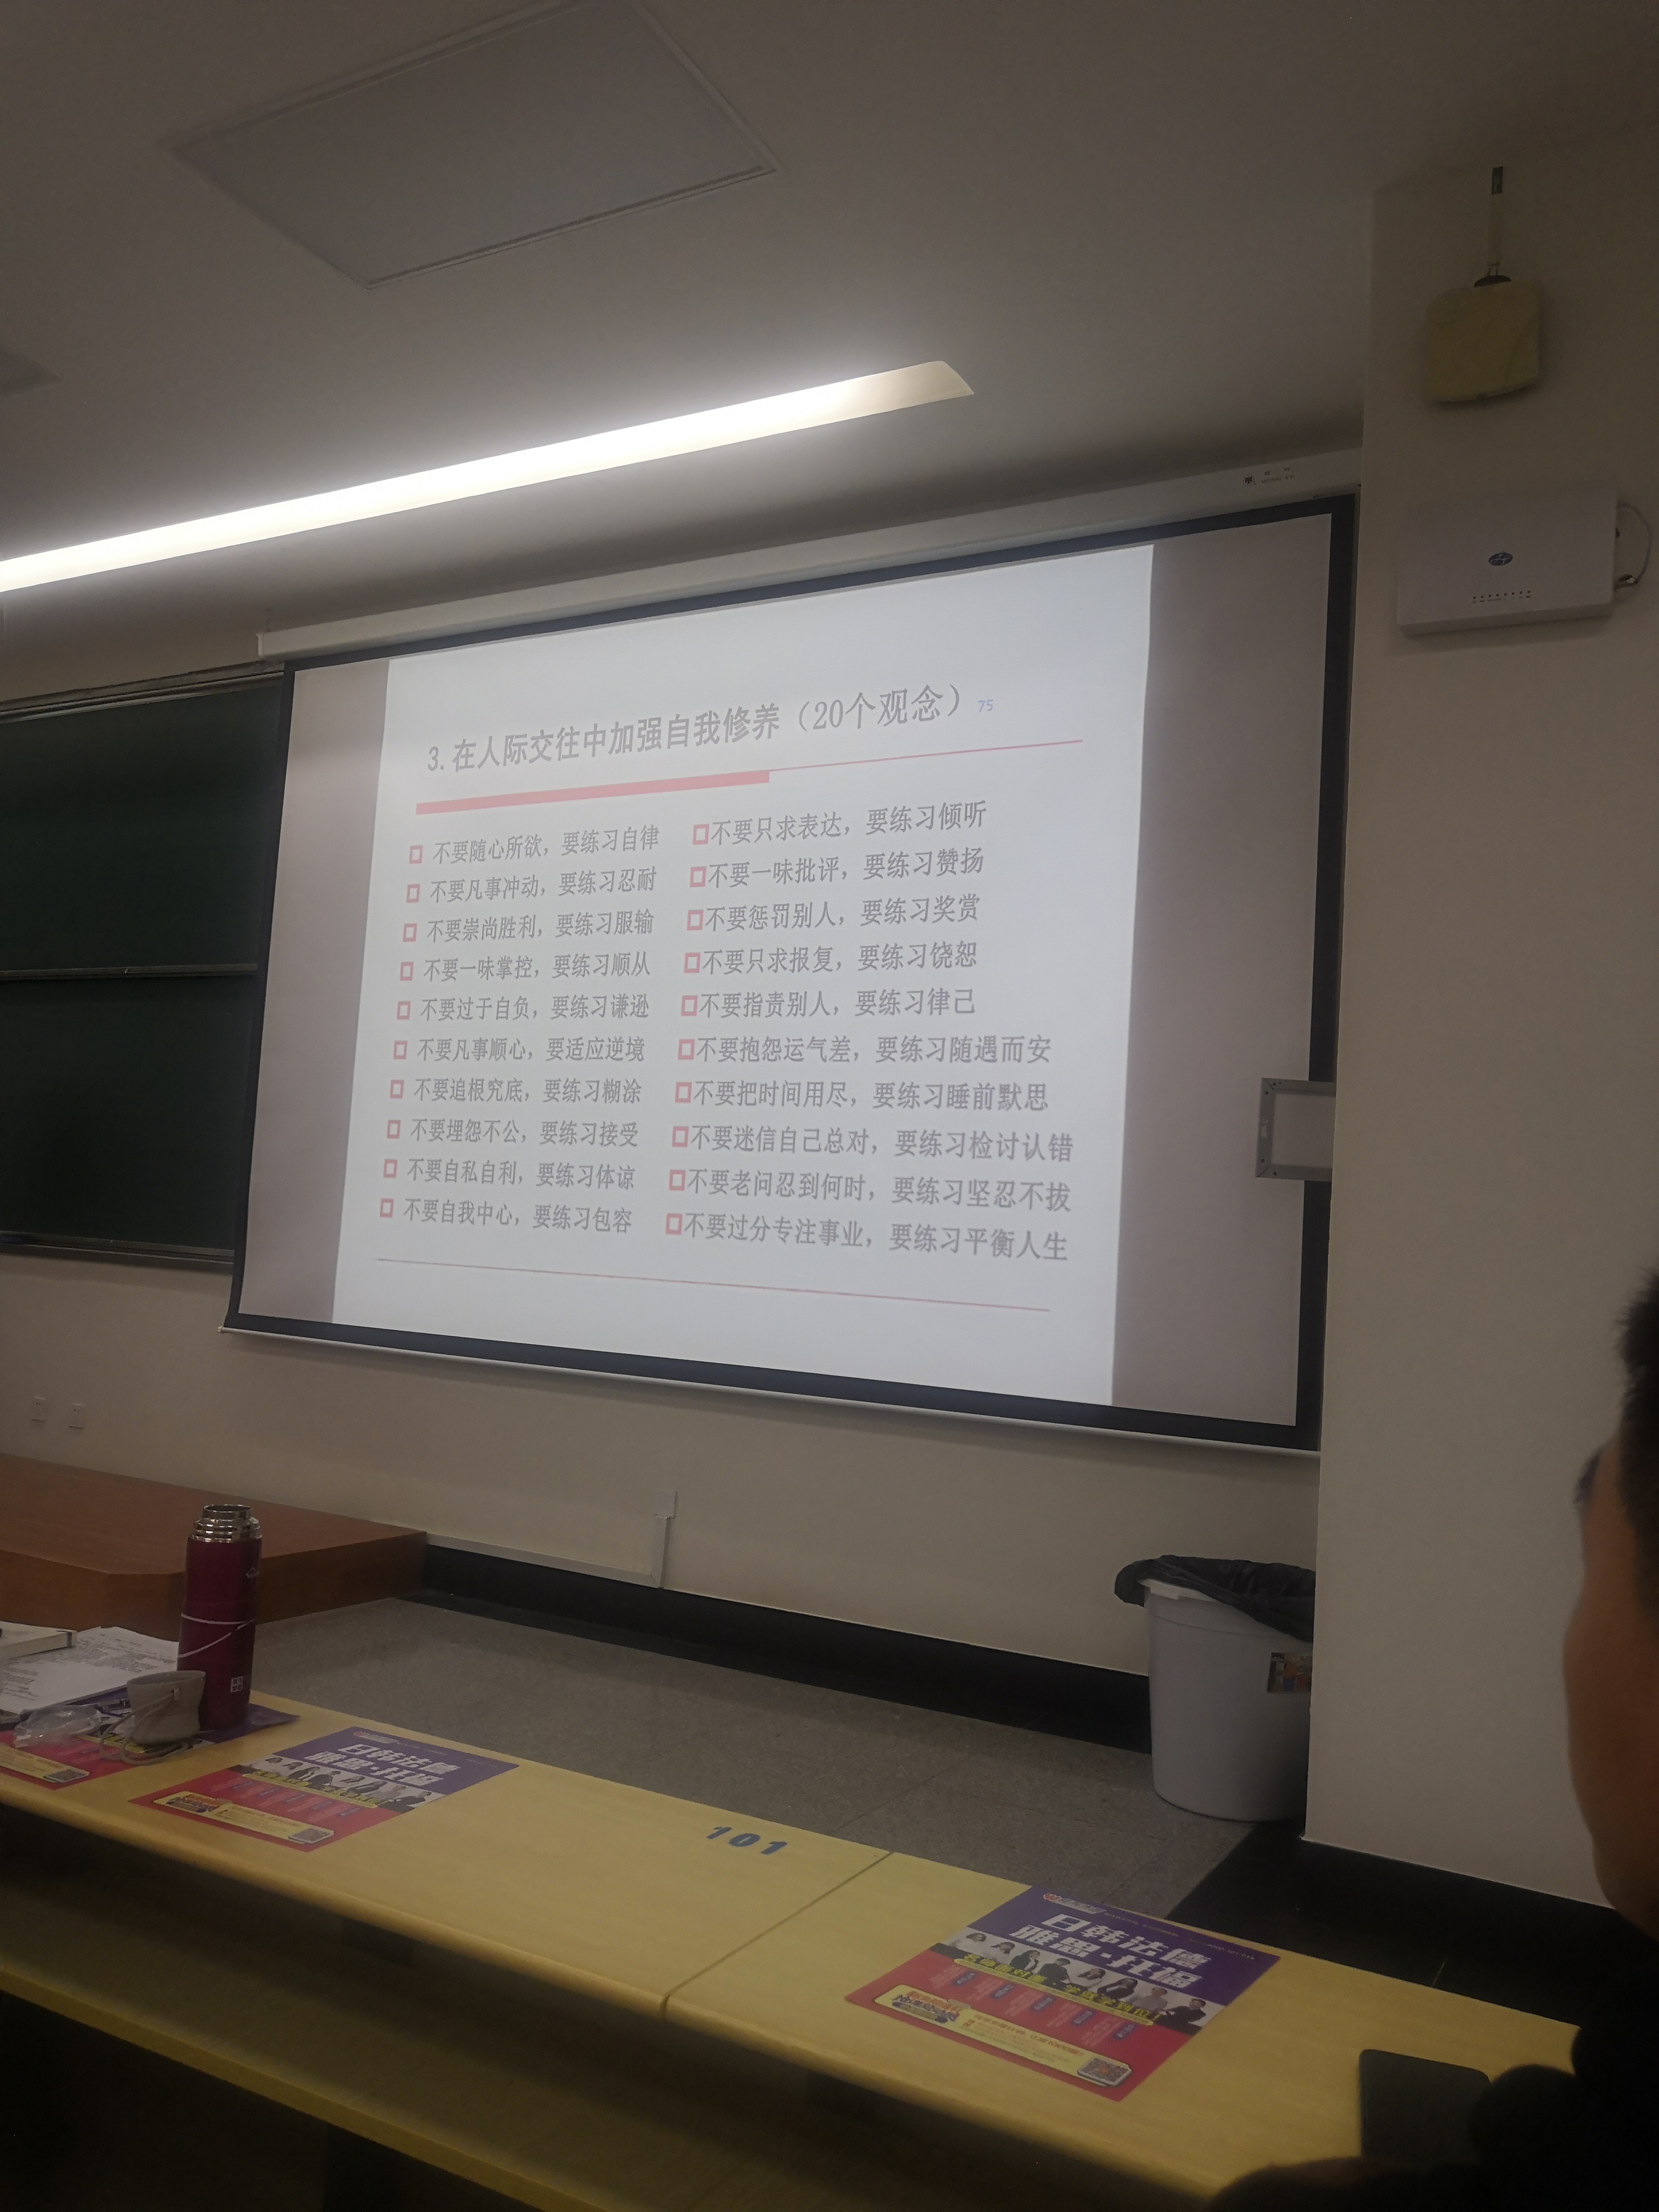 3.在人际交往中加强自我修养（20个观念）75
不要随心所欲，要练习自律
不要凡事冲动，要练习忍耐
不要崇尚胜利，要练习服输
不要一味掌控，要练习顺从
不要过于自负，要练习谦逊
不要凡事顺心，要适应逆境
不要追根究底，要练习糊涂
不要埋怨不公，要练习接受
不要自私自利，要练习体谅
不要自我中心，要练习包容
不要只求表达，要练习倾听
不要一味批评，要练习赞扬
不要惩罚别人，要练习奖赏
不要只求报复，要练习饶恕
不要指责别人，要练习律己
不要抱怨运气差，要练习随遇而安
不要把时间用尽，要练习睡前默思
不要迷信自己总对，要练习检讨认错
不要老问忍到何时，要练习坚忍不拔
不要过分专注事业，要练习平衡人生
日韩法德
雅思·托福
101
日韩法德
雅思·托福